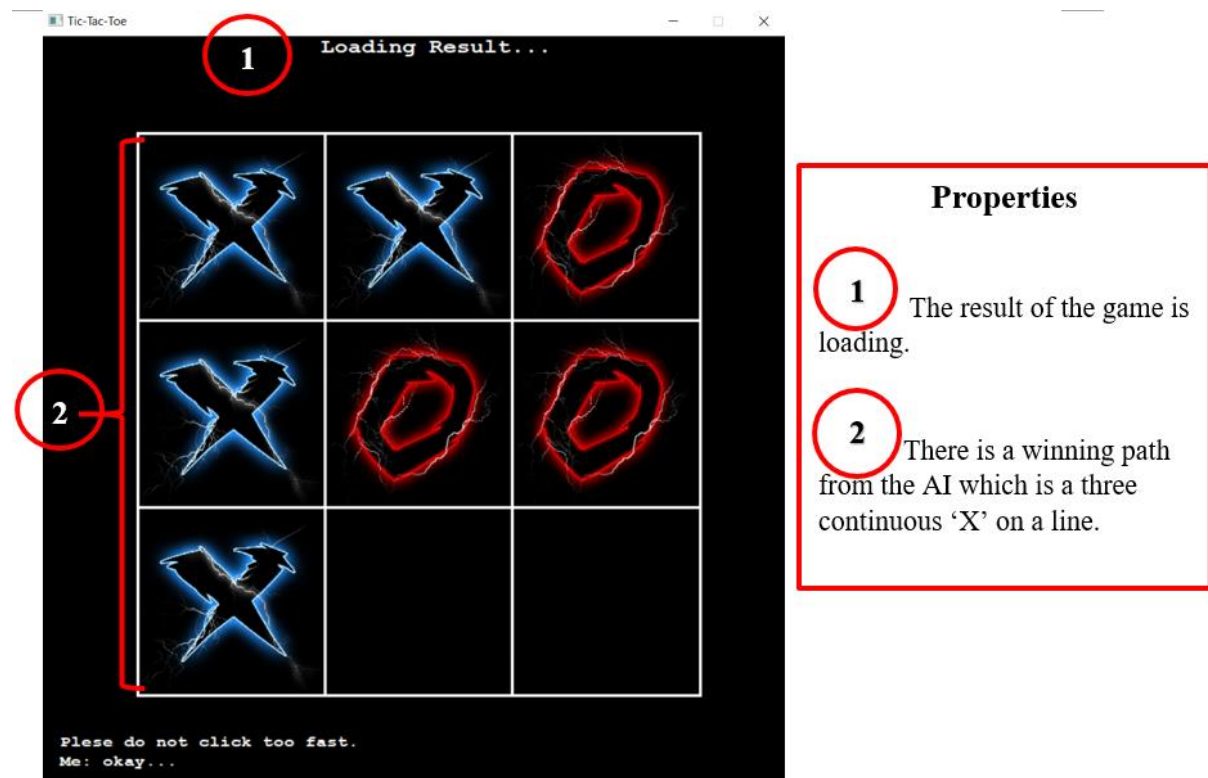 Tic-Tac-Toe
1
Loading Result...
2
Plese do not click too fast.
Me: okay...
Properties
1 The result of the game is
loading.
2 There is a winning path
from the AI which is a three
continuous ‘X’ on a line.